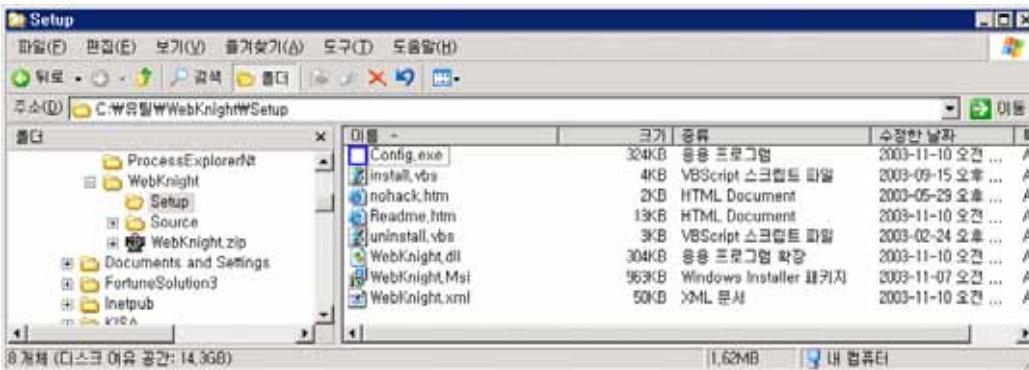 Setup
파일(F) 편집(E) 보기(V) 즐겨찾기(A) 도구(T) 도움말(H)
뒤로 검색 폴더
주소(D) C:₩유틸₩WebKnight₩Setup 이동
폴더 x
이름 크기 종류 수정한 날짜
ProcessExplorerNt
WebKnight
Setup
Source
WebKnight.zip
Documents and Settings
FortuneSolution3
Inetpub
KISA
Config.exe 324KB 응용 프로그램 2003-11-10 오전 ...
install.vbs 4KB VBScript 스크립트 파일 2003-09-15 오후 ...
nohack.htm 2KB HTML Document 2003-05-29 오후 ...
Readme.htm 13KB HTML Document 2003-11-10 오전 ...
uninstall.vbs 3KB VBScript 스크립트 파일 2003-02-24 오후 ...
WebKnight.dll 304KB 응용 프로그램 확장 2003-11-10 오전 ...
WebKnight.Msi 963KB Windows Installer 패키지 2003-11-07 오전 ...
WebKnight.xml 50KB XML 문서 2003-11-10 오전 ...
8 개체 (디스크 여유 공간: 14.3GB) 1.62MB 내 컴퓨터